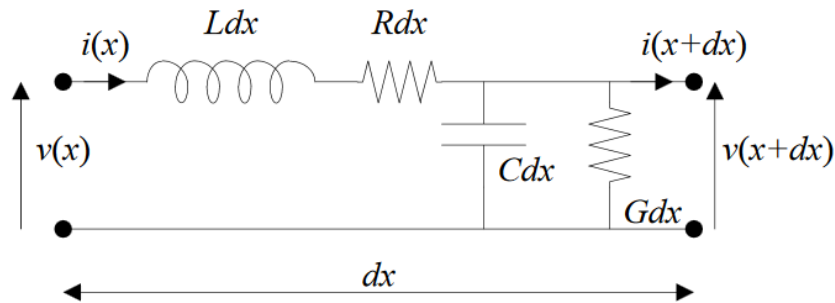 Ldx
Rdx
i(x)
i(x+dx)
v(x)
Cdx
v(x+dx)
Gdx
dx